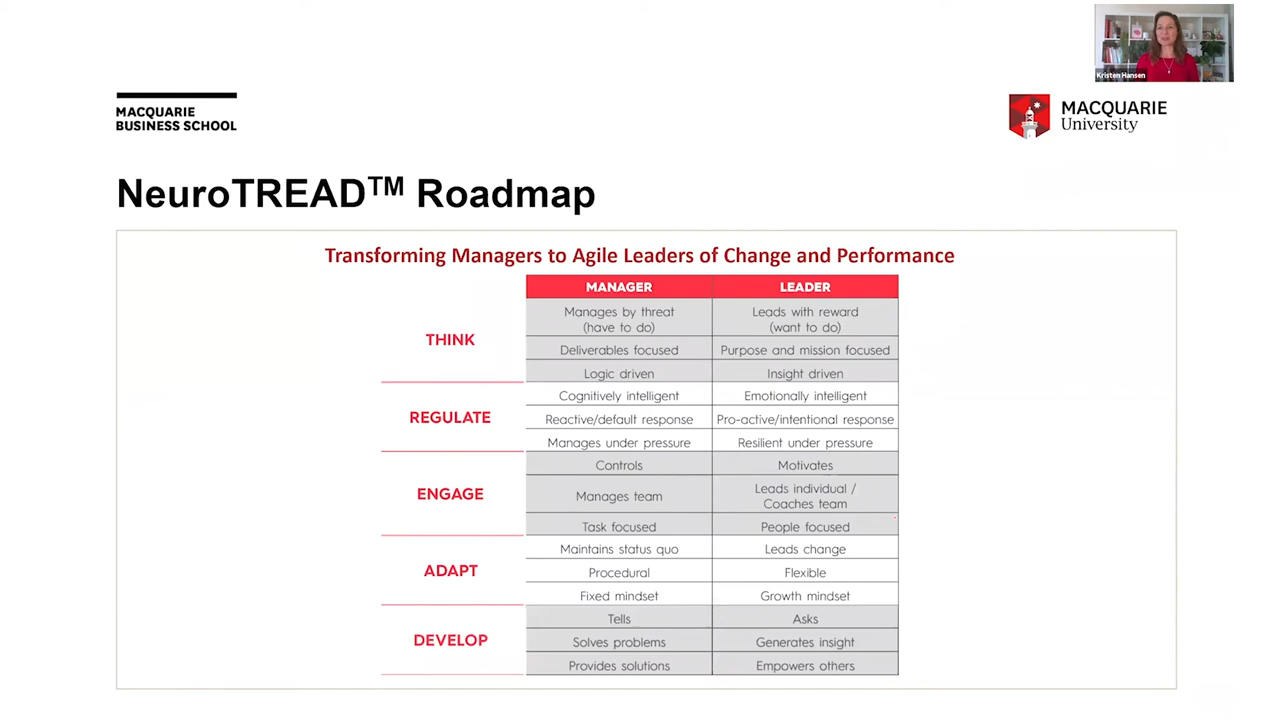 Kristen Hansen
MACQUARIE
BUSINESS SCHOOL
MACQUARIE
University
NeuroTREAD™ Roadmap
Transforming Managers to Agile Leaders of Change and Performance
MANAGER LEADER
THINK
Manages by threat
(have to do)
Leads with reward
(want to do)
Deliverables focused Purpose and mission focused
Logic driven Insight driven
REGULATE
Cognitively intelligent Emotionally intelligent
Reactive/default response Pro-active/intentional response
Manages under pressure Resilient under pressure
ENGAGE
Controls Motivates
Manages team
Leads individual /
Coaches team
Task focused People focused
ADAPT
Maintains status quo Leads change
Procedural Flexible
Fixed mindset Growth mindset
DEVELOP
Tells Asks
Solves problems Generates insight
Provides solutions Empowers others